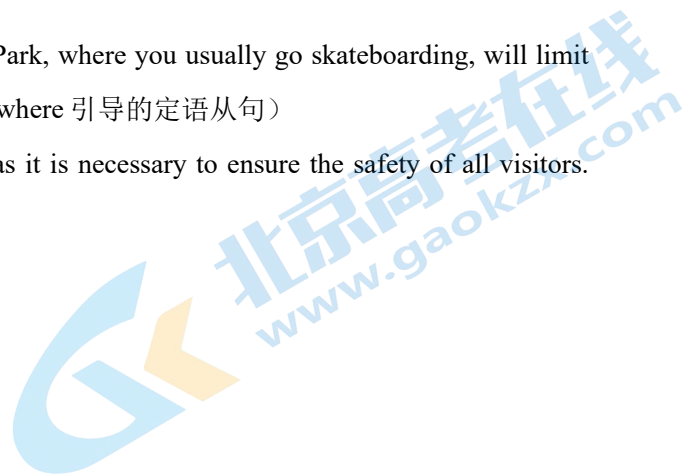 Park, where you usually go skateboarding, will limit
where 引导的定语从句）
as it is necessary to ensure the safety of all visitors.
北京高考在线
www.gaokzx.com